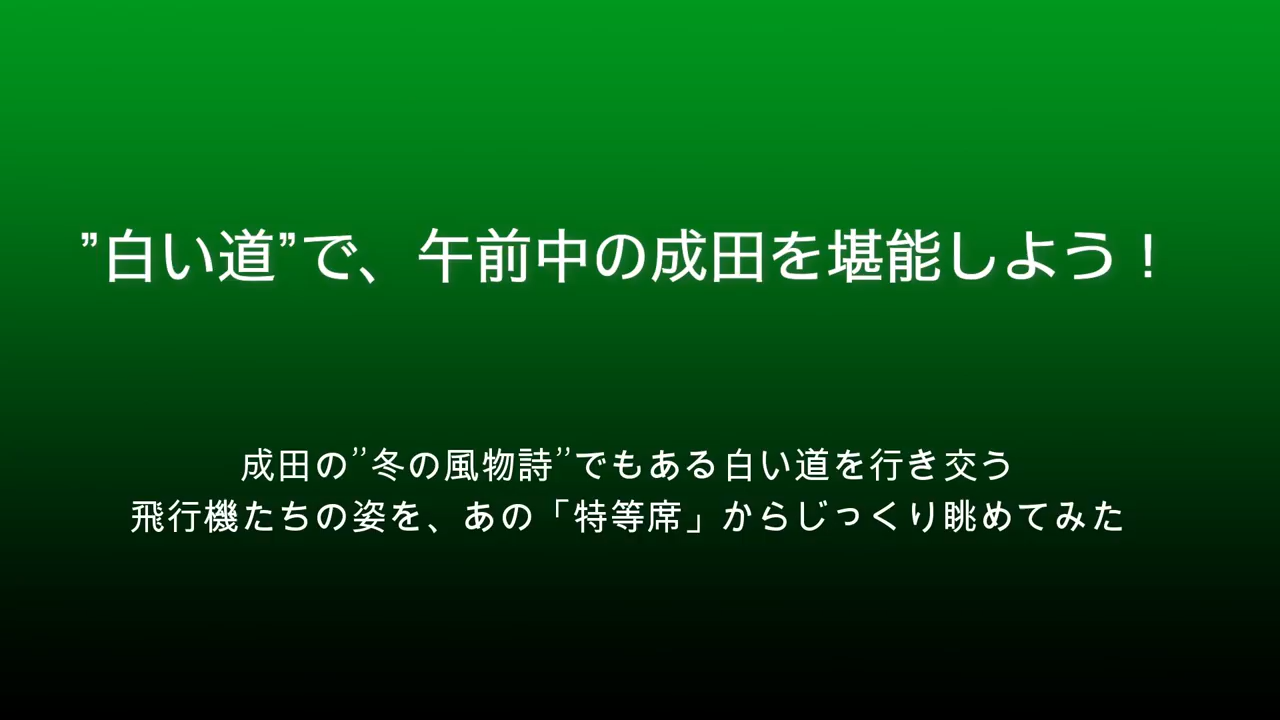 ”白い道”で、午前中の成田を堪能しよう！
成田の”冬の風物詩”でもある白い道を行き交う
飛行機たちの姿を、あの「特等席」からじっくり眺めてみた